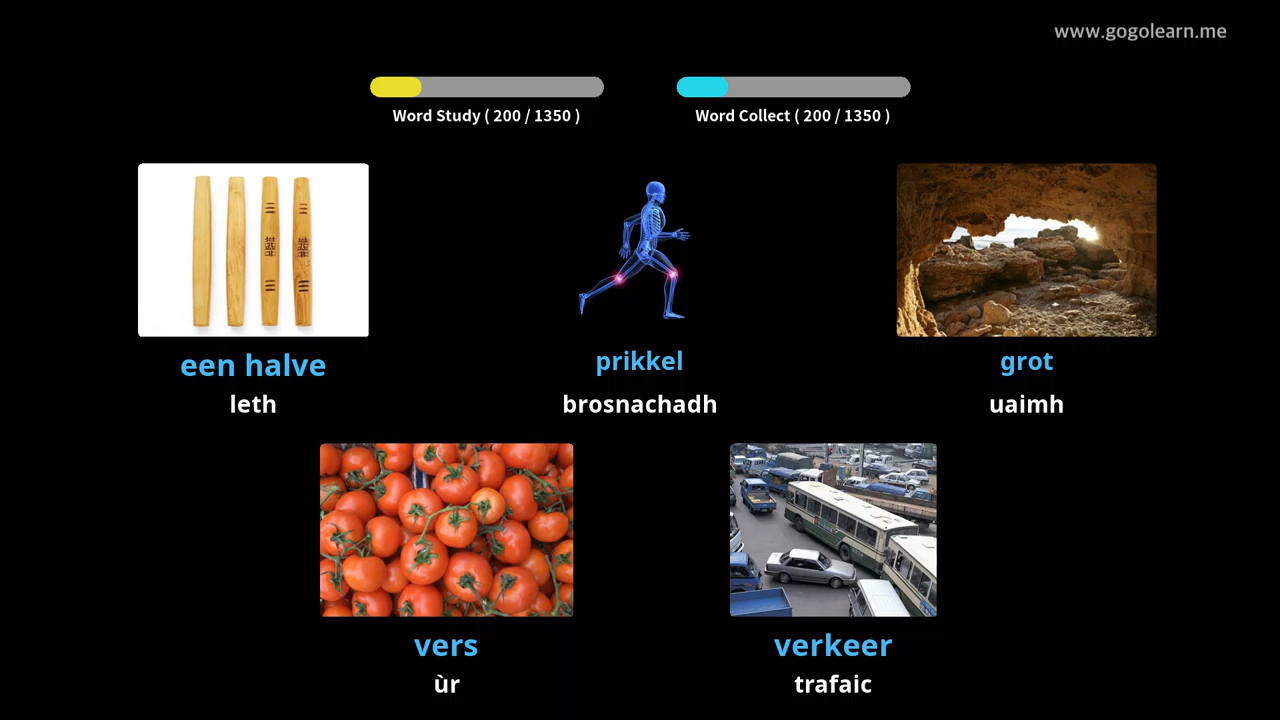 www.gogolearn.me
Word Study ( 200 / 1350 )
Word Collect ( 200 / 1350 )
een halve
leth
prikkel
brosnachadh
grot
uaimh
vers
ùr
verkeer
trafaic